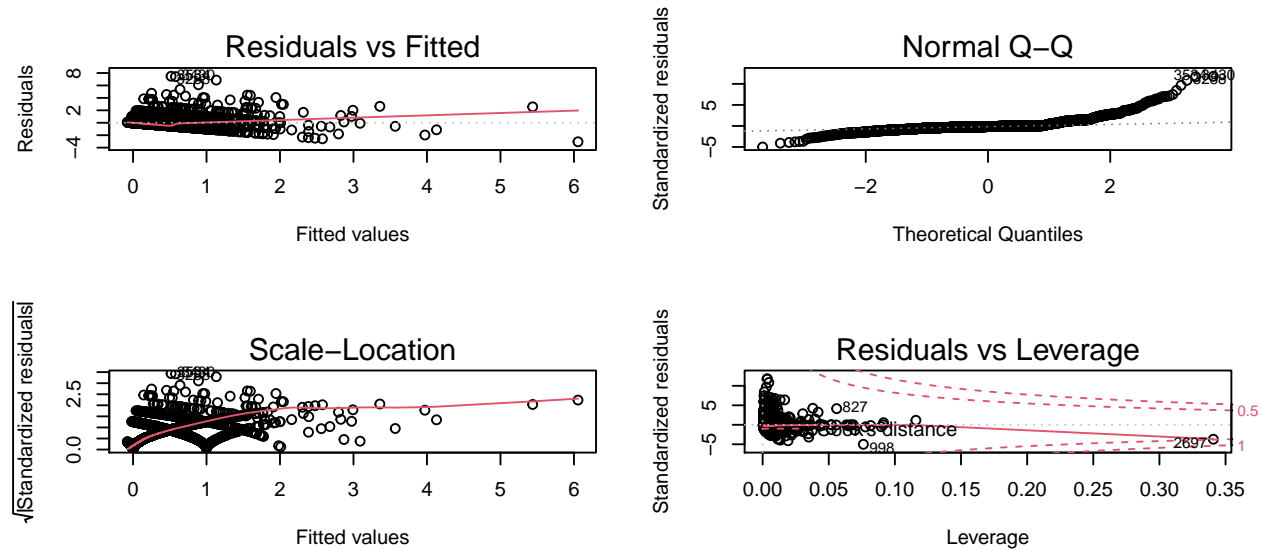 Residuals vs Fitted
Residuals
8
2
−4
0 1 2 3 4 5 6
Fitted values
Normal Q−Q
Standardized residuals
5
−5
−2 0 2
Theoretical Quantiles
Scale−Location
√|Standardized residuals|
2.5
0.0
0 1 2 3 4 5 6
Fitted values
Residuals vs Leverage
Standardized residuals
5
−5
827
distance
998
2697
0.5
1
0.00 0.05 0.10 0.15 0.20 0.25 0.30 0.35
Leverage